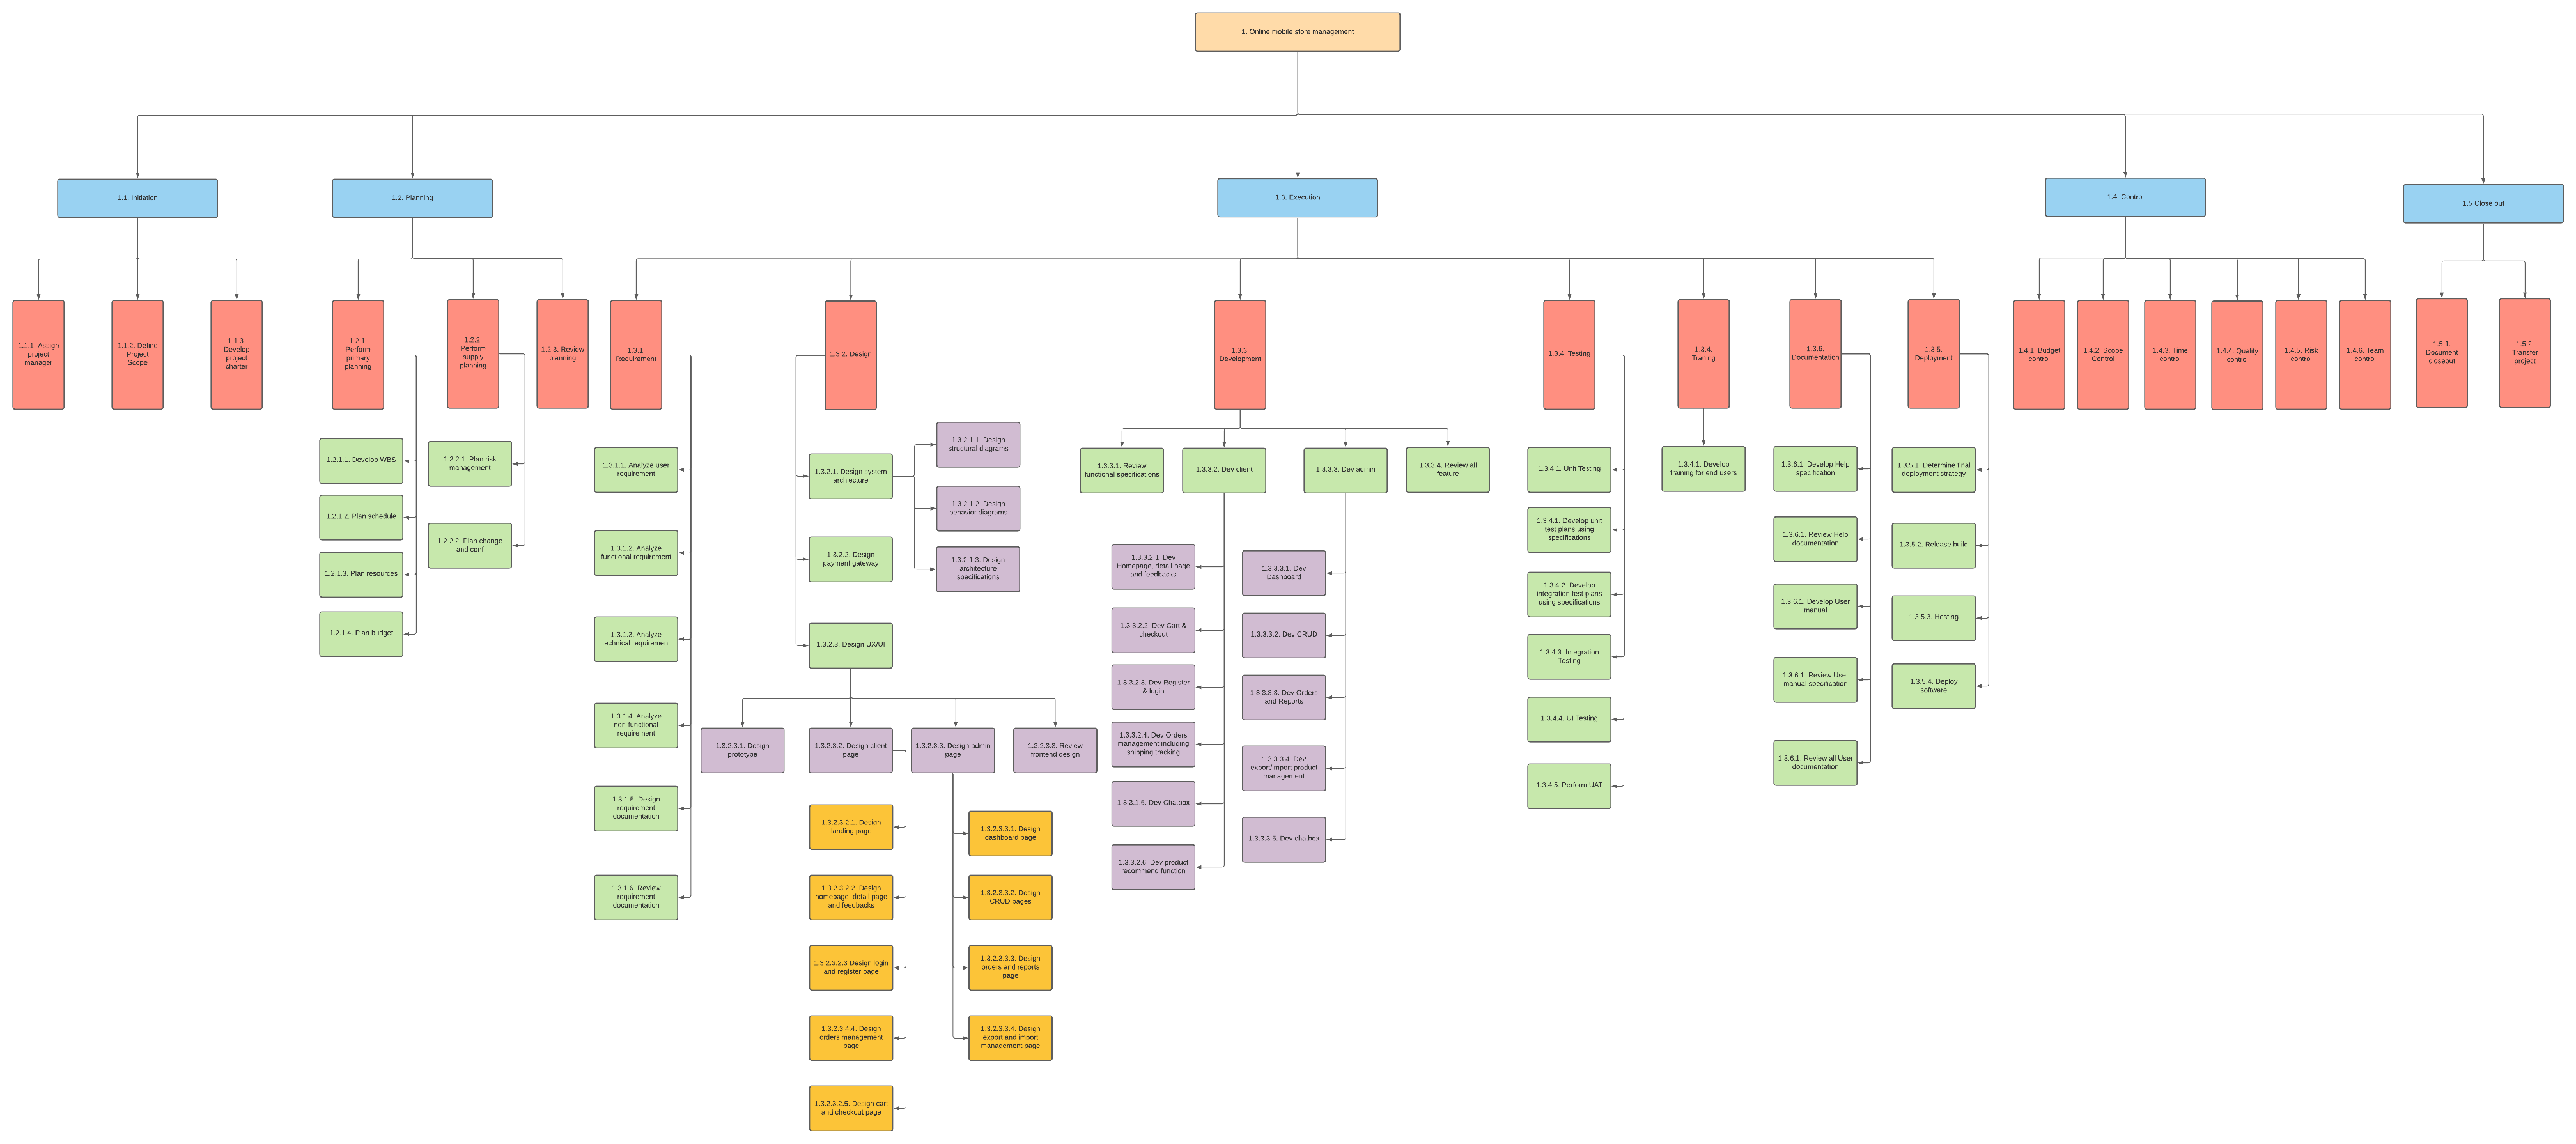 1. Online mobile store management
1.1. Initiation
1.2. Planning
1.3. Execution
1.4. Control
1.5 Close out
1.1.1. Assign
project
manager
1.1.2. Define
Project
Scope
1.1.3.
Develop
project
charter
1.2.1.
Perform
primary
planning
1.2.2.
Perform
supply
planning
1.2.3. Review
planning
1.3.1.
Requirement
1.3.2. Design
1.3.3.
Development
1.3.4. Testing
1.3.4.
Traning
1.3.6.
Documentation
1.3.5.
Deployment
1.4.1. Budget
control
1.4.2. Scope
Control
1.4.3. Time
control
1.4.4. Quality
control
1.4.5. Risk
control
1.4.6. Team
control
1.5.1.
Document
closeout
1.5.2.
Transfer
project
1.2.1.1. Develop WBS
1.2.1.2. Plan schedule
1.2.1.3. Plan resources
1.2.1.4. Plan budget
1.2.2.1. Plan risk
management
1.2.2.2. Plan change
and conf
1.3.1.1. Analyze user
requirement
1.3.1.2. Analyze
functional requirement
1.3.1.3. Analyze
technical requirement
1.3.1.4. Analyze
non-functional
requirement
1.3.1.5. Design
requirement
documentation
1.3.1.6. Review
requirement
documentation
1.3.2.1. Design system
archiecture
1.3.2.2. Design
payment gateway
1.3.2.3. Design UX/UI
1.3.2.1.1. Design
structural diagrams
1.3.2.1.2. Design
behavior diagrams
1.3.2.1.3. Design
architecture
specifications
1.3.2.3.1. Design
prototype
1.3.2.3.2. Design client
page
1.3.2.3.3. Design admin
page
1.3.2.3.3. Review
frontend design
1.3.2.3.2.1. Design
landing page
1.3.2.3.2.2. Design
homepage, detail page
and feedbacks
1.3.2.3.2.3 Design login
and register page
1.3.2.3.4.4. Design
orders management
page
1.3.2.3.2.5. Design cart
and checkout page
1.3.2.3.3.1. Design
dashboard page
1.3.2.3.3.2. Design
CRUD pages
1.3.2.3.3.3. Design
orders and reports
page
1.3.2.3.3.4. Design
export and import
management page
1.3.3.1. Review
functional specifications
1.3.3.2. Dev client
1.3.3.3. Dev admin
1.3.3.4. Review all
feature
1.3.3.2.1. Dev
Homepage, detail page
and feedbacks
1.3.3.2.2. Dev Cart &
checkout
1.3.3.2.3. Dev Register
& login
1.3.3.2.4. Dev Orders
management including
shipping tracking
1.3.3.1.5. Dev Chatbox
1.3.3.2.6. Dev product
recommend function
1.3.3.3.1. Dev
Dashboard
1.3.3.3.2. Dev CRUD
1.3.3.3.3. Dev Orders
and Reports
1.3.3.3.4. Dev
export/import product
management
1.3.3.3.5. Dev chatbox
1.3.4.1. Unit Testing
1.3.4.1. Develop unit
test plans using
specifications
1.3.4.2. Develop
integration test plans
using specifications
1.3.4.3. Integration
Testing
1.3.4.4. UI Testing
1.3.4.5. Perform UAT
1.3.4.1. Develop
training for end users
1.3.6.1. Develop Help
specification
1.3.6.1. Review Help
documentation
1.3.6.1. Develop User
manual
1.3.6.1. Review User
manual specification
1.3.6.1. Review all User
documentation
1.3.5.1. Determine final
deployment strategy
1.3.5.2. Release build
1.3.5.3. Hosting
1.3.5.4. Deploy
software